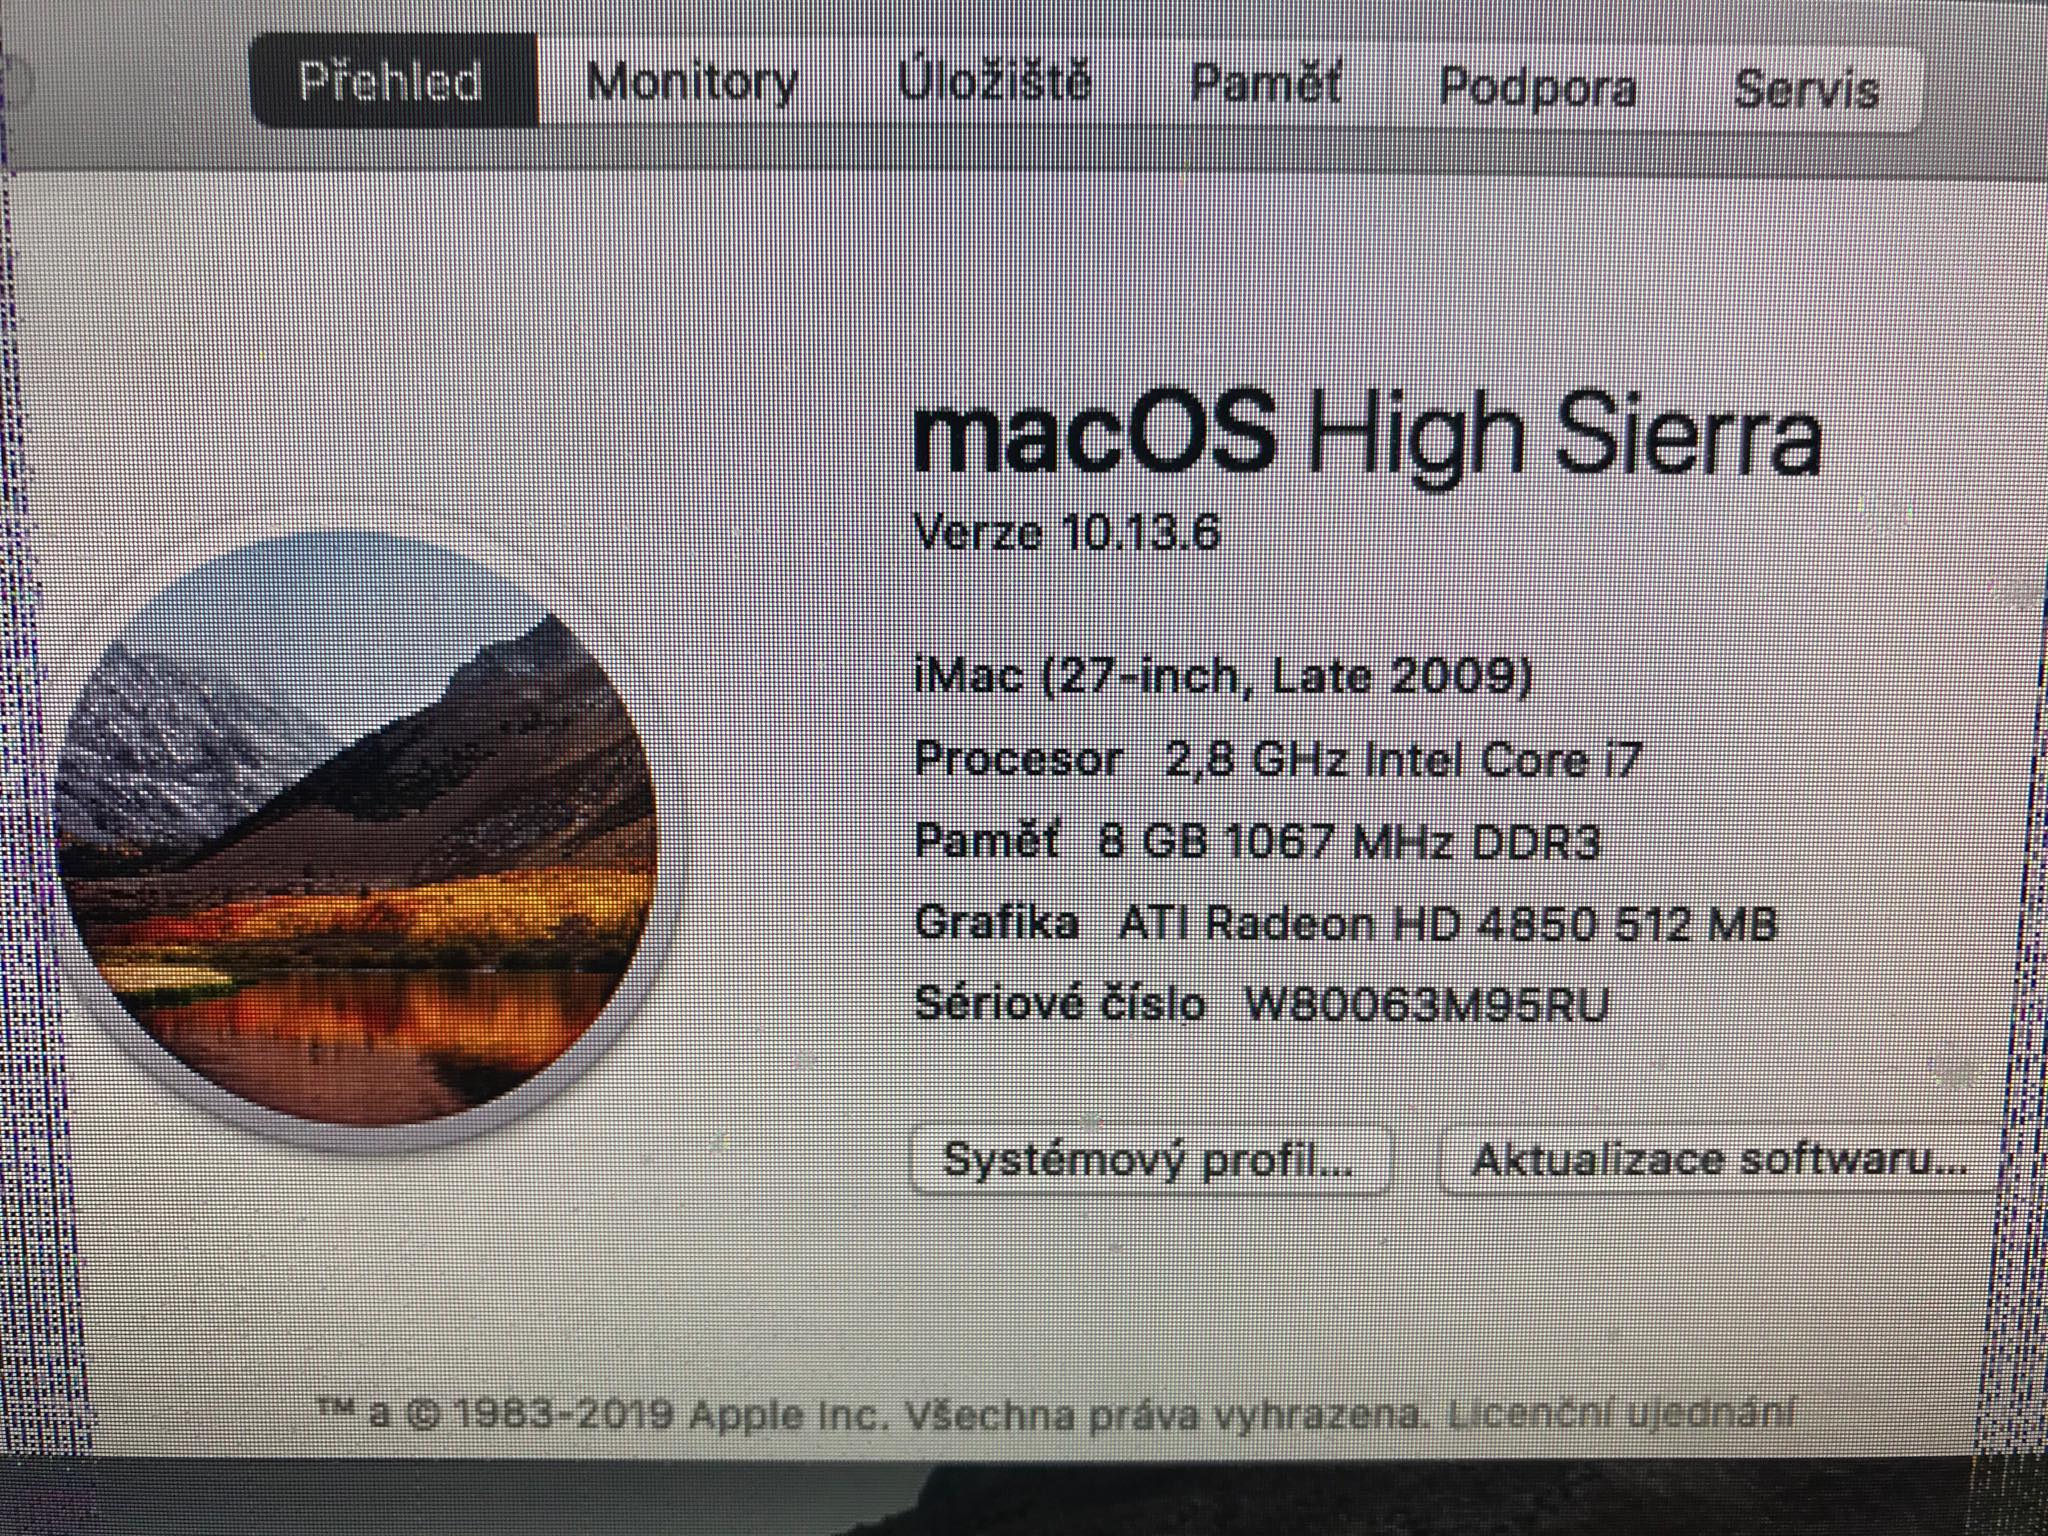 Přehled Monitory Úložiště Paměť Podpora Servis
macOS High Sierra
Verze 10.13.6
iMac (27-inch, Late 2009)
Procesor 2,8 GHz Intel Core i7
Paměť 8 GB 1067 MHz DDR3
Grafika ATI Radeon HD 4850 512 MB
Sériové číslo W80063M95RU
Systémový profil... Aktualizace softwaru...
™ a © 1983-2019 Apple Inc. Všechna práva vyhrazena. Licenční ujednání